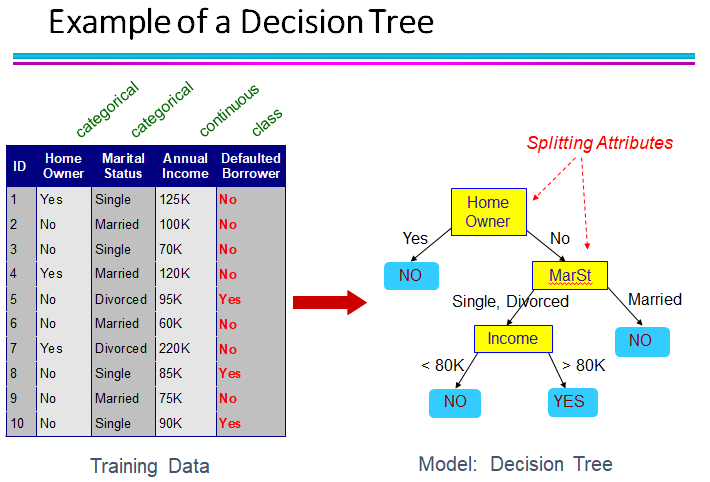 Example of a Decision Tree
categorical
categorical
continuous
class
ID Home Owner Marital Status Annual Income Defaulted Borrower
1 Yes Single 125K No
2 No Married 100K No
3 No Single 70K No
4 Yes Married 120K No
5 No Divorced 95K Yes
6 No Married 60K No
7 Yes Divorced 220K No
8 No Single 85K Yes
9 No Married 75K No
10 No Single 90K Yes
Training Data
Splitting Attributes
Home
Owner
Yes No
NO MarSt
Single, Divorced Married
Income NO
< 80K > 80K
NO YES
Model: Decision Tree